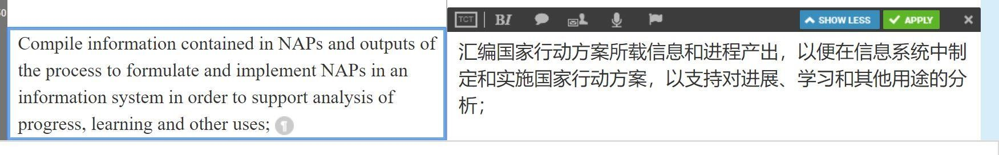 50
TCT BI SHOW LESS APPLY
Compile information contained in NAPs and outputs of
the process to formulate and implement NAPs in an
information system in order to support analysis of
progress, learning and other uses; ¶
汇编国家行动方案所载信息和进程产出，以便在信息系统中制
定和实施国家行动方案，以支持对进展、学习和其他用途的分
析；